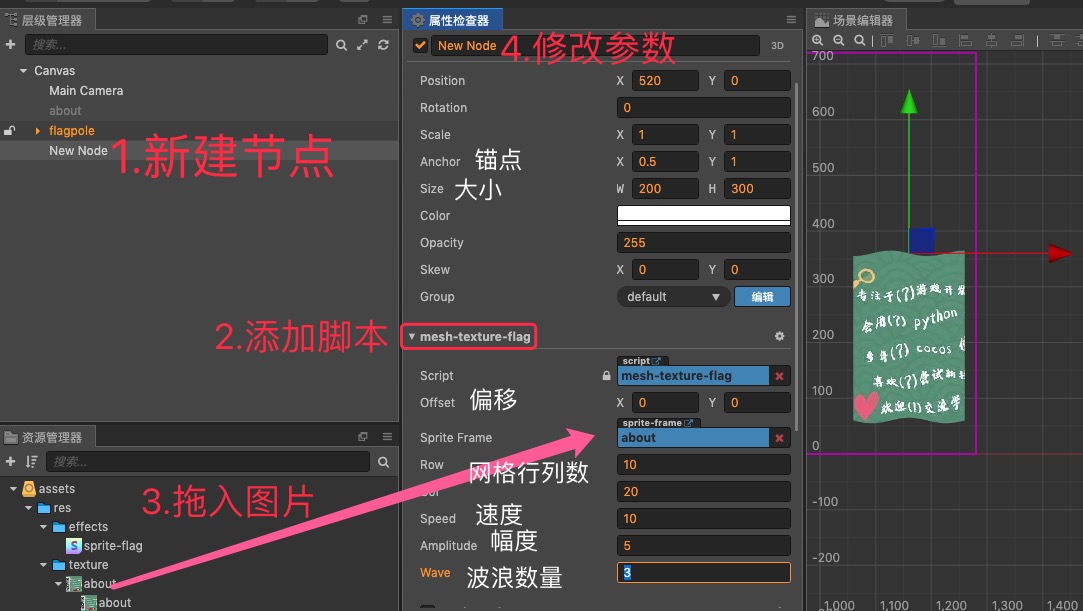 层级管理器
搜索...
Canvas
Main Camera
about
flagpole
New Node
1.新建节点
属性检查器
New Node
3D
4.修改参数
Position X 520 Y 0
Rotation 0
Scale X 1 Y 1
Anchor 锚点 X 0.5 Y 1
Size 大小 W 200 H 300
Color
Opacity 255
Skew X 0 Y 0
Group default 编辑
2.添加脚本
mesh-texture-flag
script
Script mesh-texture-flag
Offset 偏移 X 0 Y 0
sprite-frame
Sprite Frame about
Row 10
网格行列数
20
Speed 速度 10
Amplitude 幅度 5
Wave 波浪数量 3
资源管理器
搜索...
assets
res
effects
sprite-flag
texture
about
about
3.拖入图片
场景编辑器
700
600
500
400
300
200
100
0
-100
-200
1,000 1,100 1,200 1,300 1,400
专注于(?)游戏开发
会用(?) python
多年(?) cocos
喜欢(?)尝试
欢迎(!)交流学